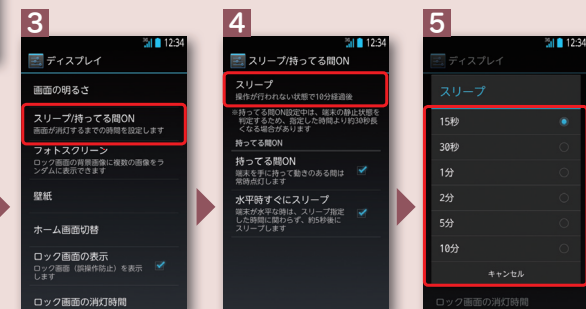 3
12:34
ディスプレイ
画面の明るさ
スリープ/持ってる間ON
画面が消灯するまでの時間を設定します
フォトスクリーン
ロック画面の背景画像に複数の画像をラ
ンダムに表示できます
壁紙
ホーム画面切替
ロック画面の表示
ロック画面（誤操作防止）を表示
します
ロック画面の消灯時間
4
12:34
スリープ/持ってる間ON
スリープ
操作が行われない状態で10分経過後
※持ってる間ON設定中は、端末の静止状態を
判定するため、指定した時間より約30秒長
くなる場合があります
持ってる間ON
持ってる間ON
端末を手に持って動きのある間は
常時点灯します
水平時すぐにスリープ
端末が水平な時は、スリープ指定
した時間に関わらず、約5秒後に
スリープします
5
12:34
ディスプレイ
スリープ
15秒
30秒
1分
2分
5分
10分
キャンセル
ロック画面の消灯時間